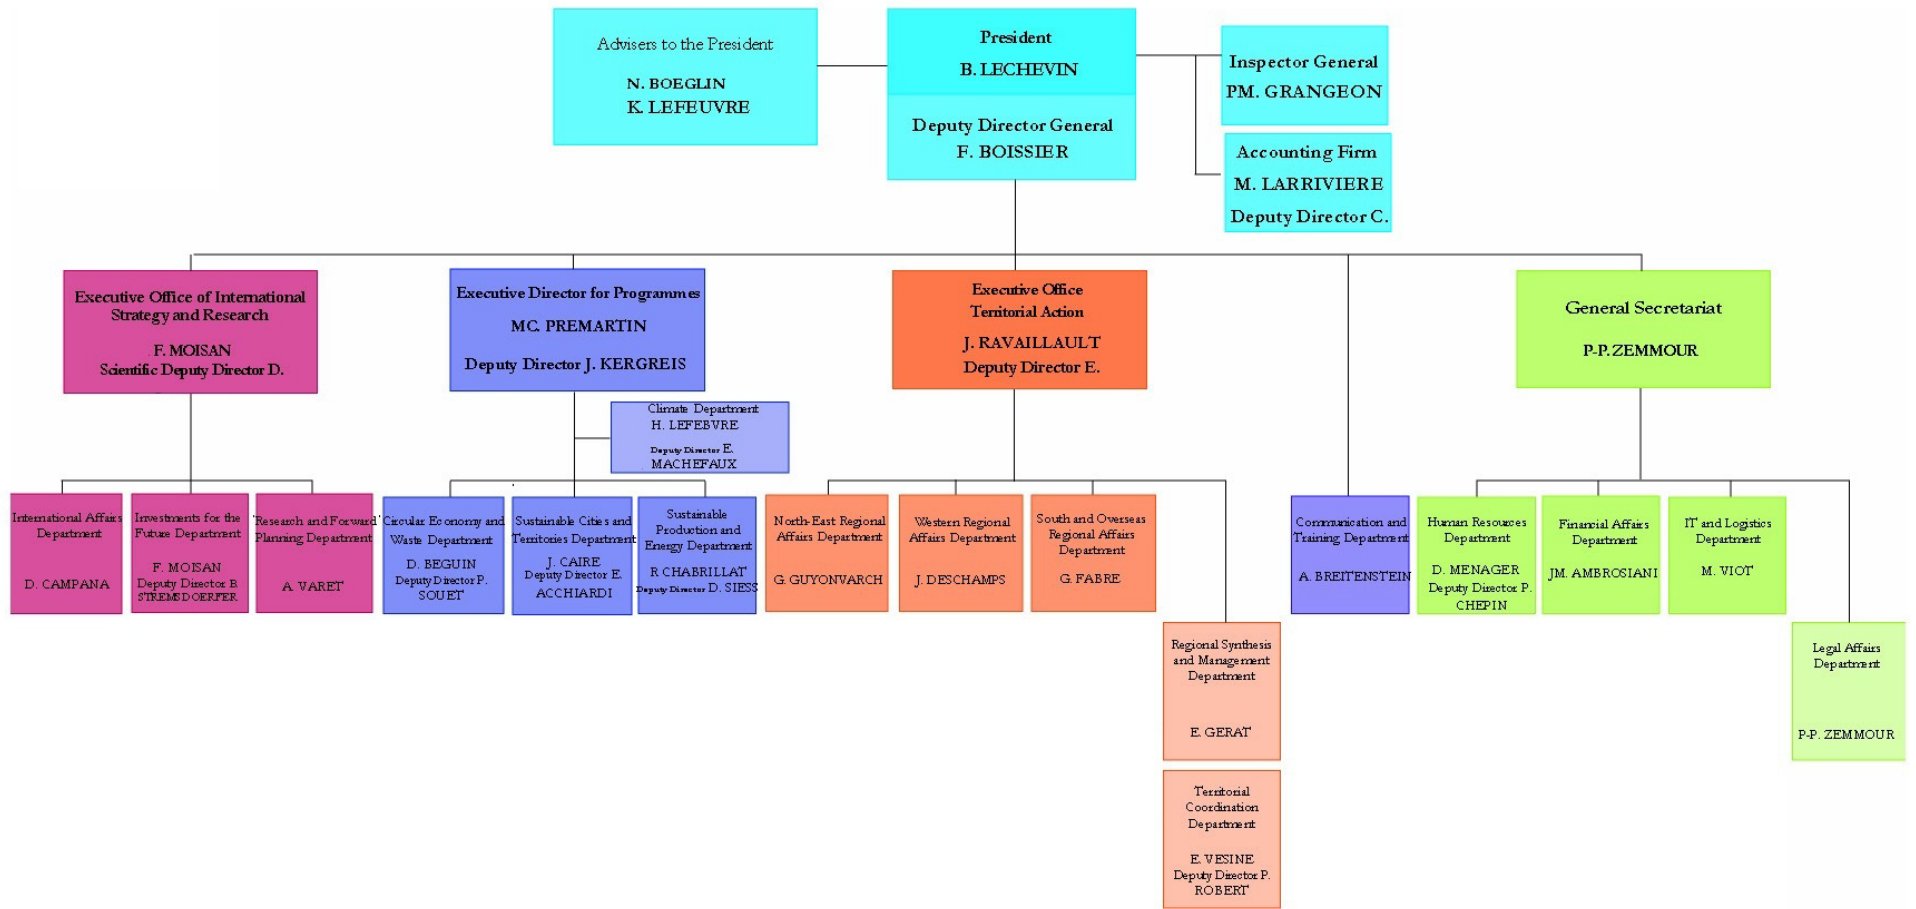 Advisers to the President
N. BOEGLIN
K. LEFEUVRE
President
B. LECHEVIN
Deputy Director General
F. BOISSIER
Inspector General
PM. GRANGEON
Accounting Firm
M. LARRIVIERE
Deputy Director C.
Executive Office of International
Strategy and Research
F. MOISAN
Scientific Deputy Director D.
Executive Director for Programmes
MC. PREMARTIN
Deputy Director J. KERGREIS
Executive Office
Territorial Action
J. RAVAILLAULT
Deputy Director E.
General Secretariat
P-P. ZEMMOUR
Climate Department
H. LEFEBVRE
Deputy Director E.
MACHEFAUX
International Affairs
Department
D. CAMPANA
Investments for the
Future Department
F. MOISAN
Deputy Director B.
STREMSDOERFER
Research and Forward
Planning Department
A. VARET
Circular Economy and
Waste Department
D. BEGUIN
Deputy Director P.
SOUET
Sustainable Cities and
Territories Department
J. CAIRE
Deputy Director E.
ACCHIARDI
Sustainable
Production and
Energy Department
R CHABRILLAT
Deputy Director D. SIESS
North-East Regional
Affairs Department
G. GUYONVARCH
Western Regional
Affairs Department
J. DESCHAMPS
South and Overseas
Regional Affairs
Department
G. FABRE
Communication and
Training Department
A. BREITENSTEIN
Human Resources
Department
D. MENAGER
Deputy Director P.
CHEPIN
Financial Affairs
Department
JM. AMBROSIANI
IT and Logistics
Department
M. VIOT
Regional Synthesis
and Management
Department
E. GERAT
Legal Affairs
Department
P-P. ZEMMOUR
Territorial
Coordination
Department
E. VESINE
Deputy Director P.
ROBERT